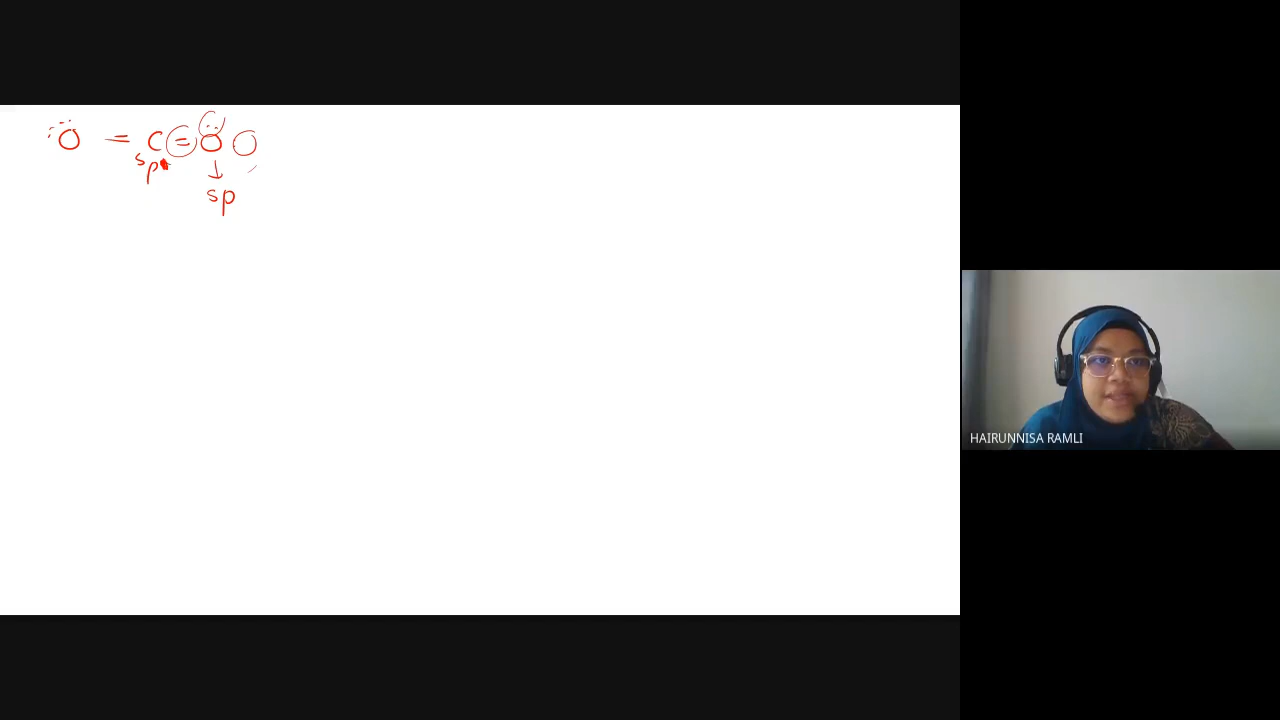 O = C = O
sp
sp
HAIRUNNISA RAMLI